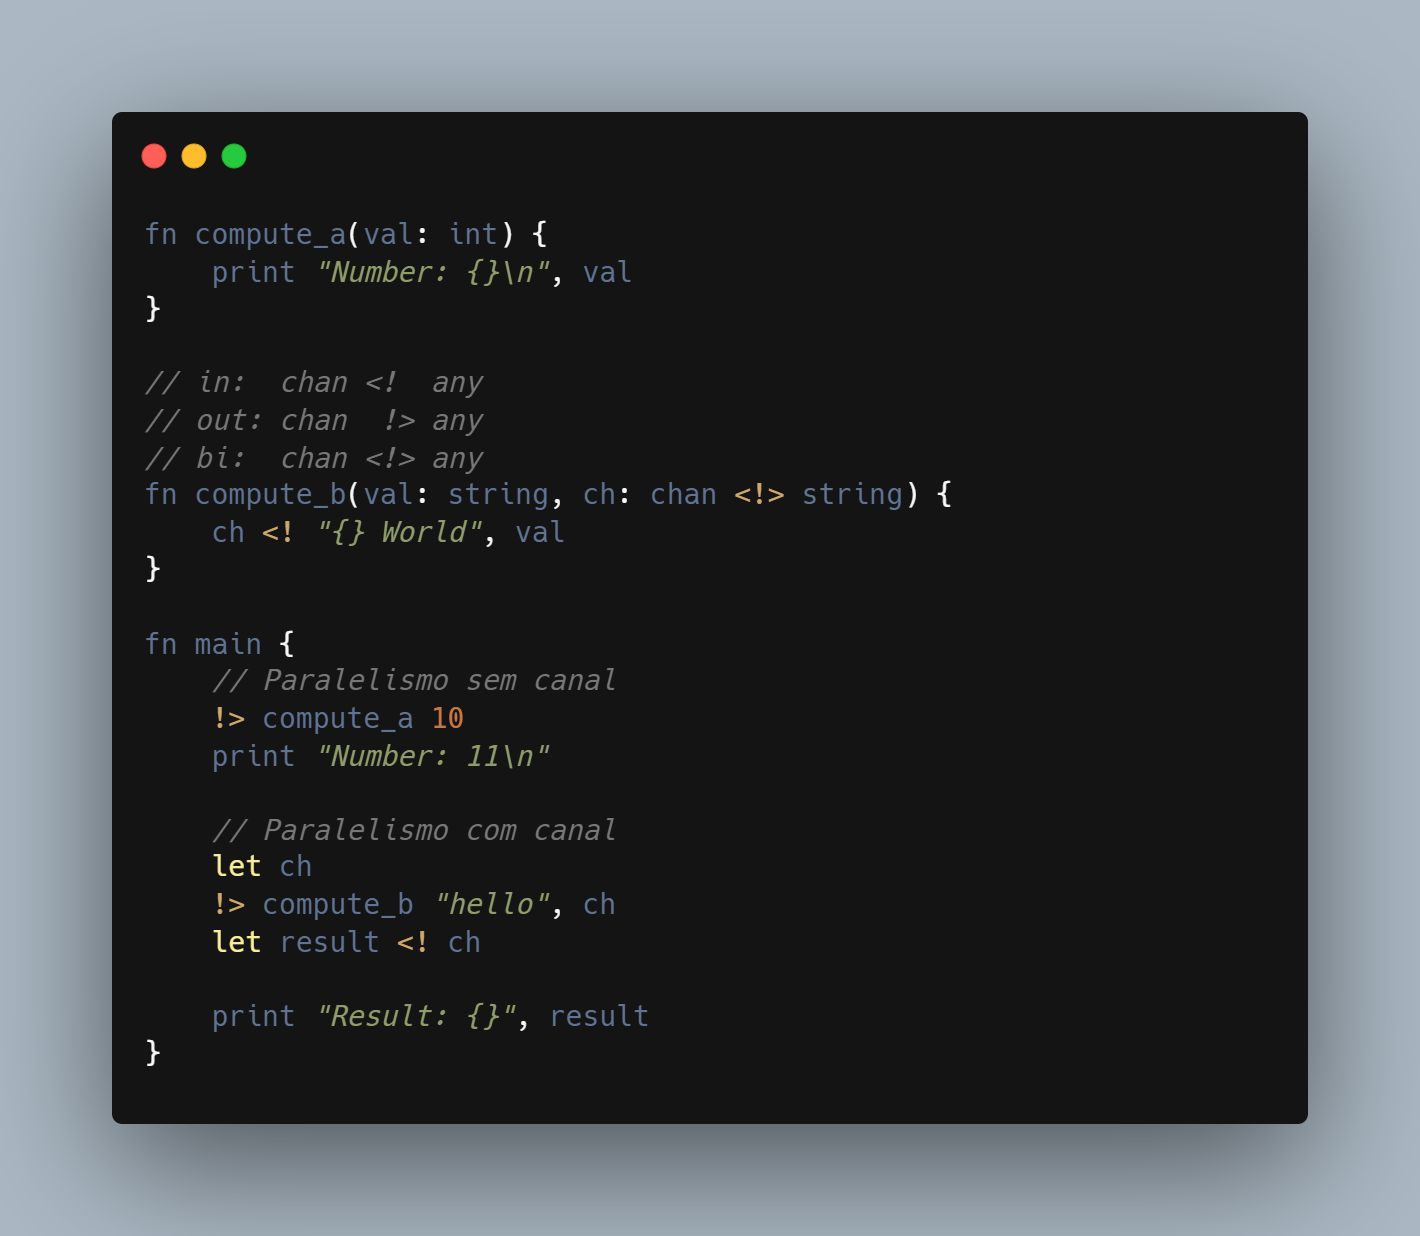 fn compute_a(val: int) {
    print "Number: {}\n", val
}

// in:  chan <!  any
// out: chan  !> any
// bi:  chan <!> any
fn compute_b(val: string, ch: chan <!> string) {
    ch <! "{} World", val
}

fn main {
    // Paralelismo sem canal
    !> compute_a 10
    print "Number: 11\n"

    // Paralelismo com canal
    let ch
    !> compute_b "hello", ch
    let result <! ch

    print "Result: {}", result
}